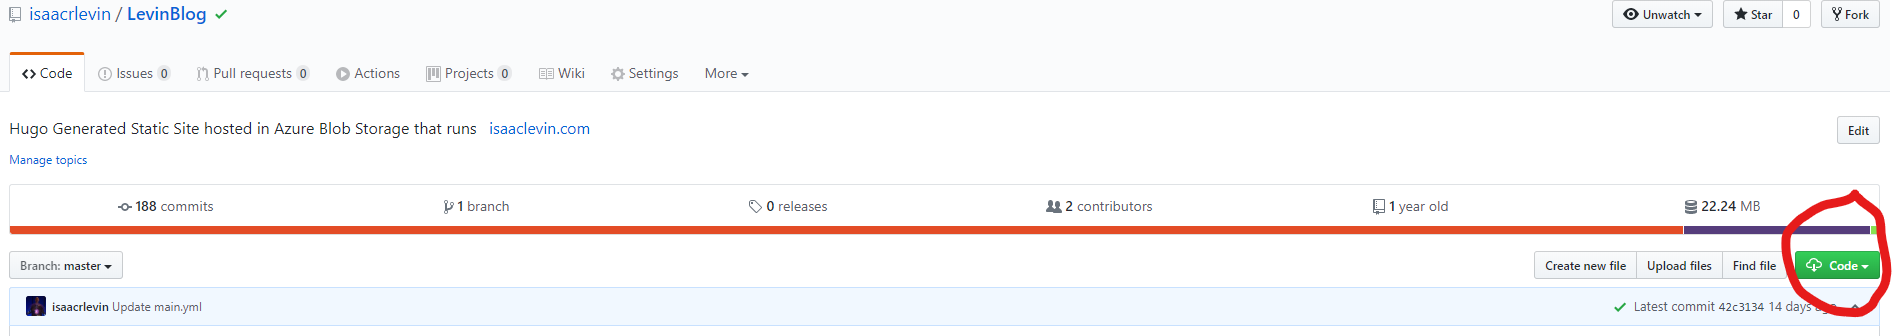 isaacrlevin / LevinBlog Unwatch Star 0 Fork
Code Issues 0 Pull requests 0 Actions Projects 0 Wiki Settings More
Hugo Generated Static Site hosted in Azure Blob Storage that runs isaaclevin.com Edit
Manage topics
188 commits 1 branch 0 releases 2 contributors 1 year old 22.24 MB
Branch: master Create new file Upload files Find file Code
isaacrlevin Update main.yml Latest commit 42c3134 14 days ago